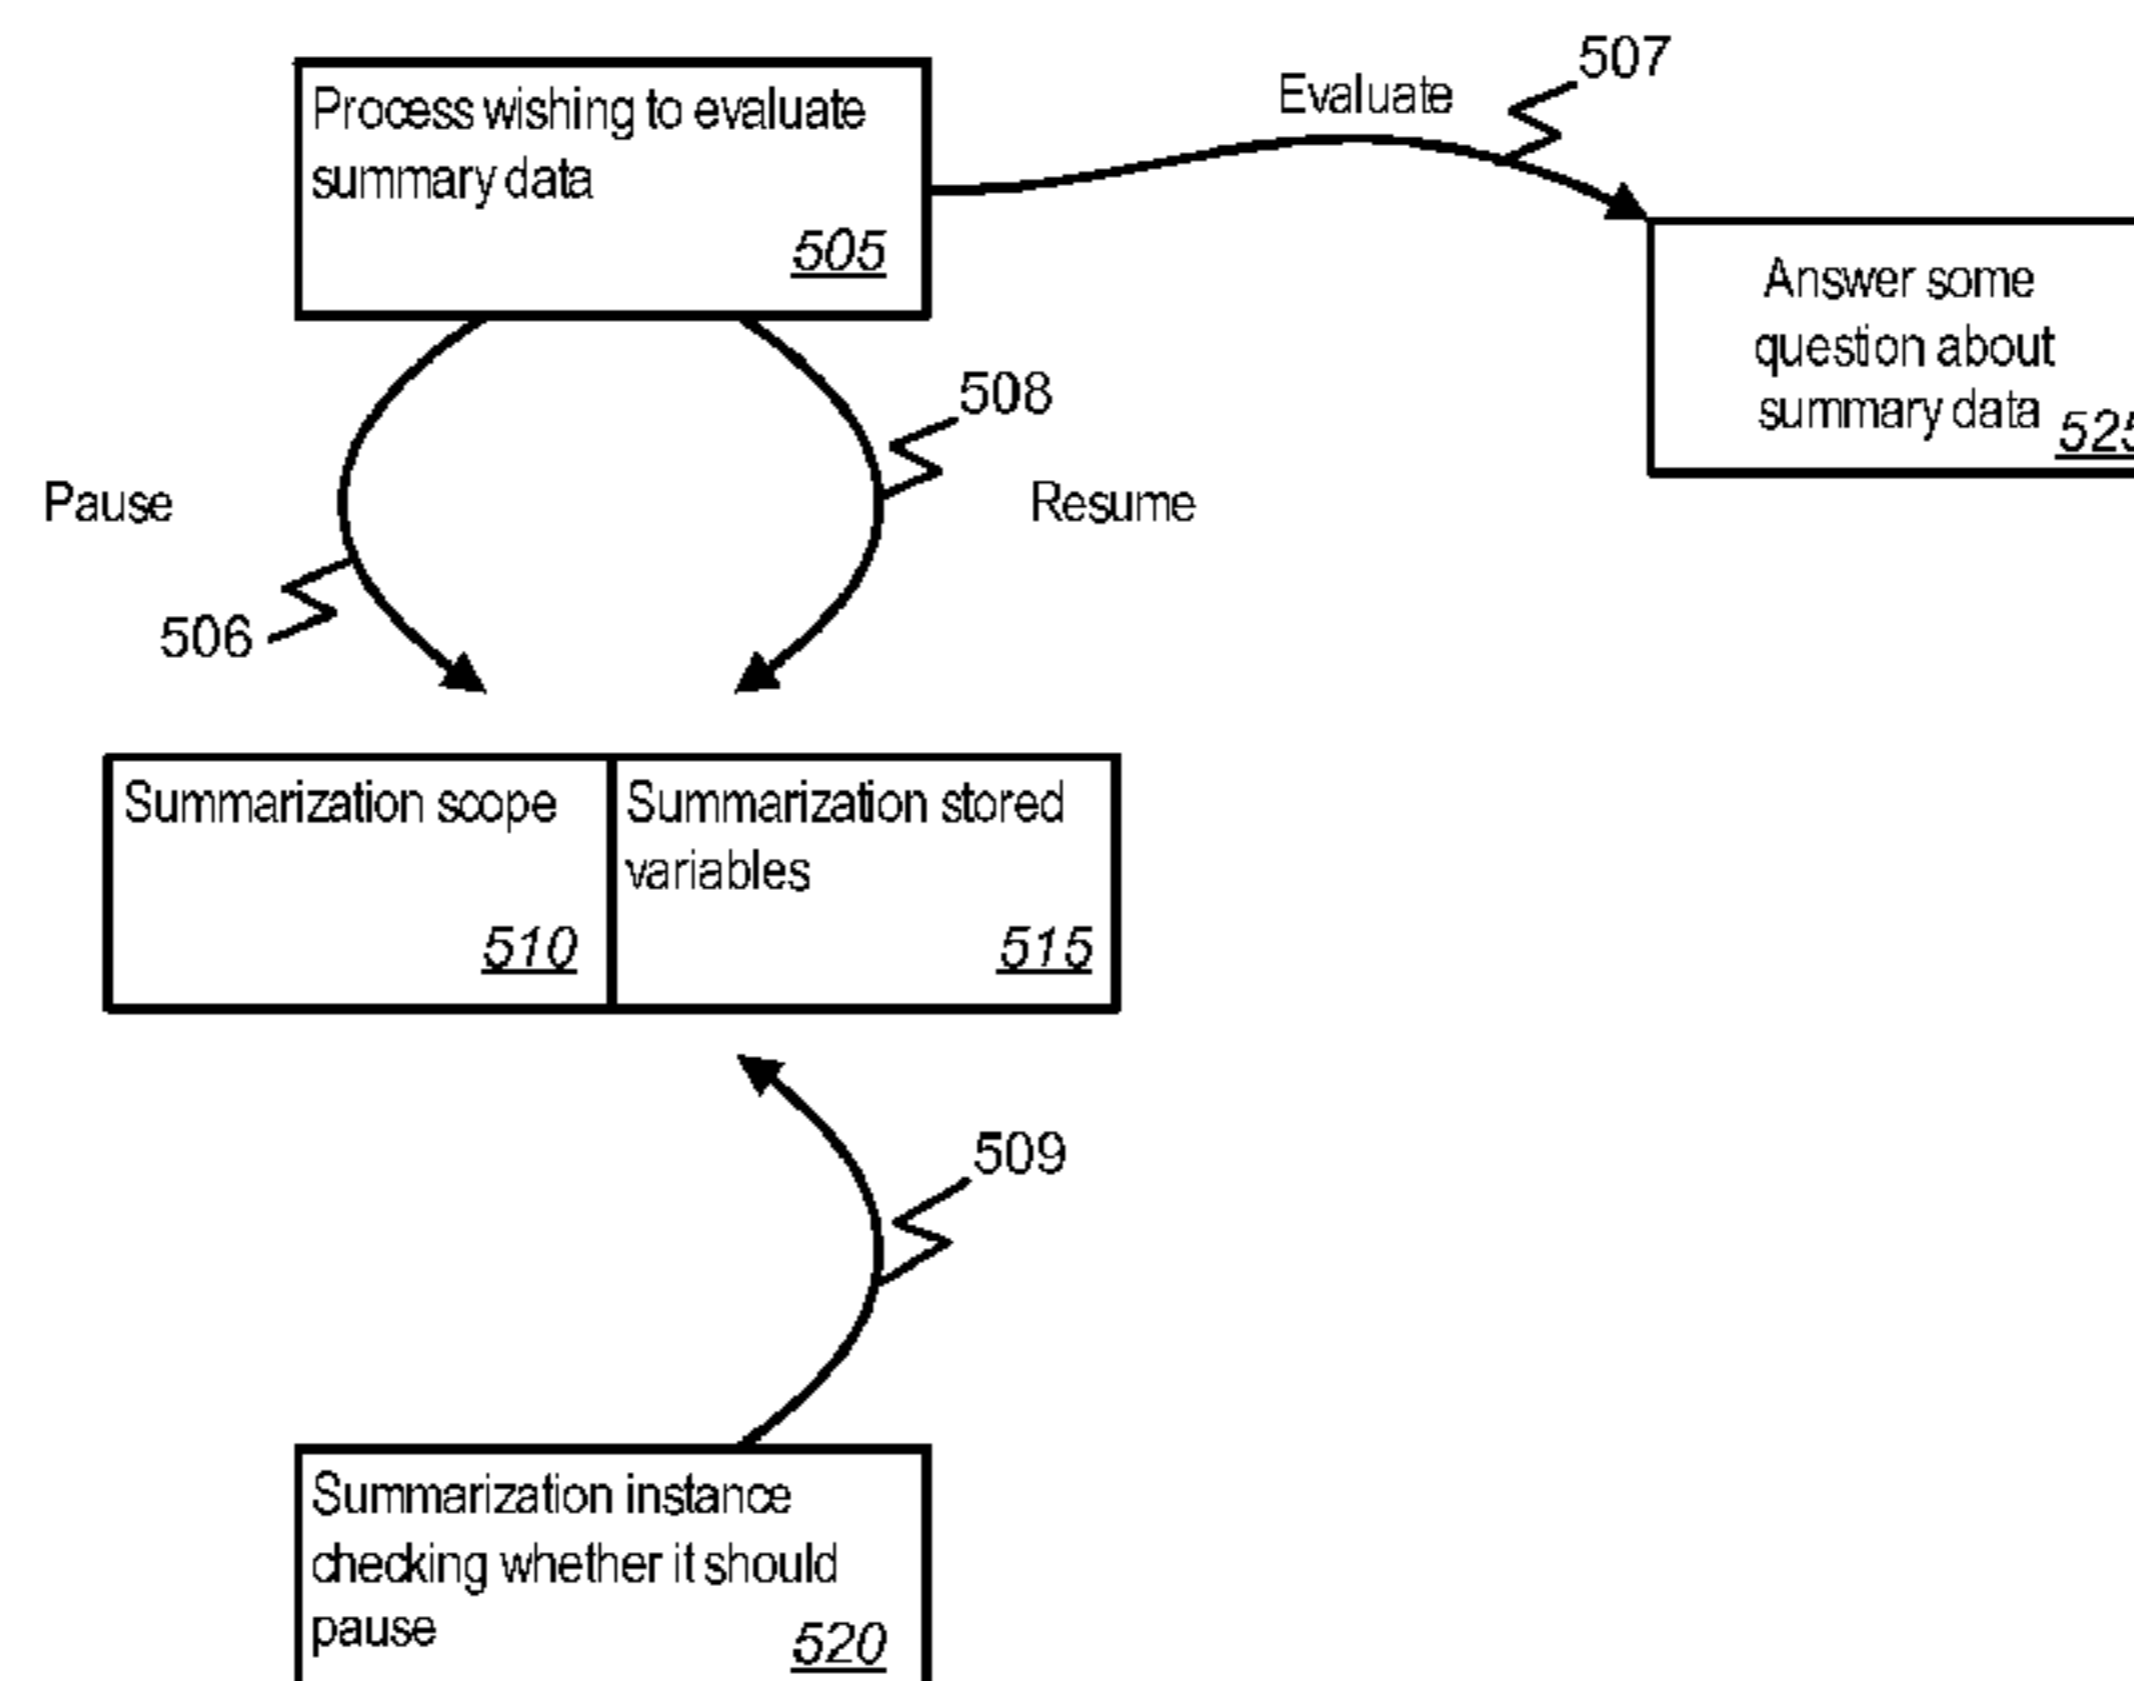 507
Evaluate
Process wishing to evaluate
summary data
505
Answer some
question about
summary data
525
508
Pause
Resume
506
Summarization scope
510
Summarization stored
variables
515
509
Summarization instance
checking whether it should
pause
520